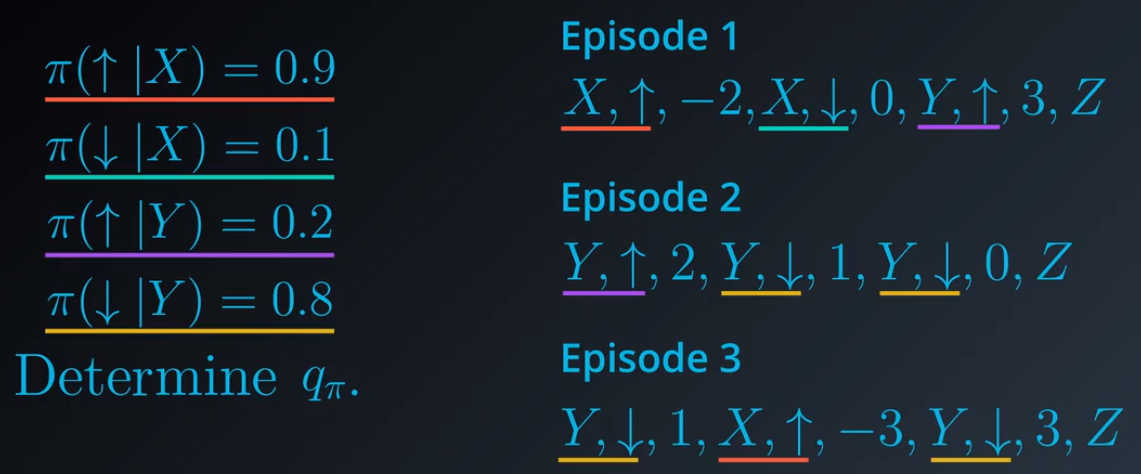 π(↑|X) = 0.9
π(↓|X) = 0.1
π(↑|Y) = 0.2
π(↓|Y) = 0.8
Determine qπ.
Episode 1
X, ↑, −2, X, ↓, 0, Y, ↑, 3, Z
Episode 2
Y, ↑, 2, Y, ↓, 1, Y, ↓, 0, Z
Episode 3
Y, ↓, 1, X, ↑, −3, Y, ↓, 3, Z